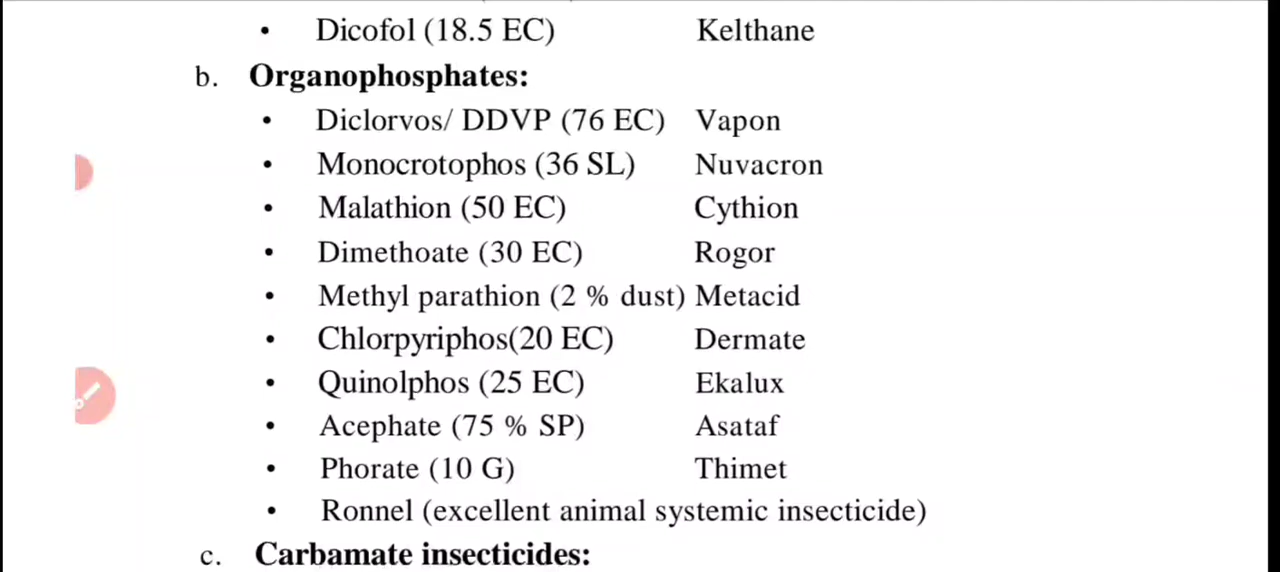 • Dicofol (18.5 EC) Kelthane
b. Organophosphates:
• Diclorvos/ DDVP (76 EC) Vapon
• Monocrotophos (36 SL) Nuvacron
• Malathion (50 EC) Cythion
• Dimethoate (30 EC) Rogor
• Methyl parathion (2 % dust) Metacid
• Chlorpyriphos(20 EC) Dermate
• Quinolphos (25 EC) Ekalux
• Acephate (75 % SP) Asataf
• Phorate (10 G) Thimet
• Ronnel (excellent animal systemic insecticide)
c. Carbamate insecticides: